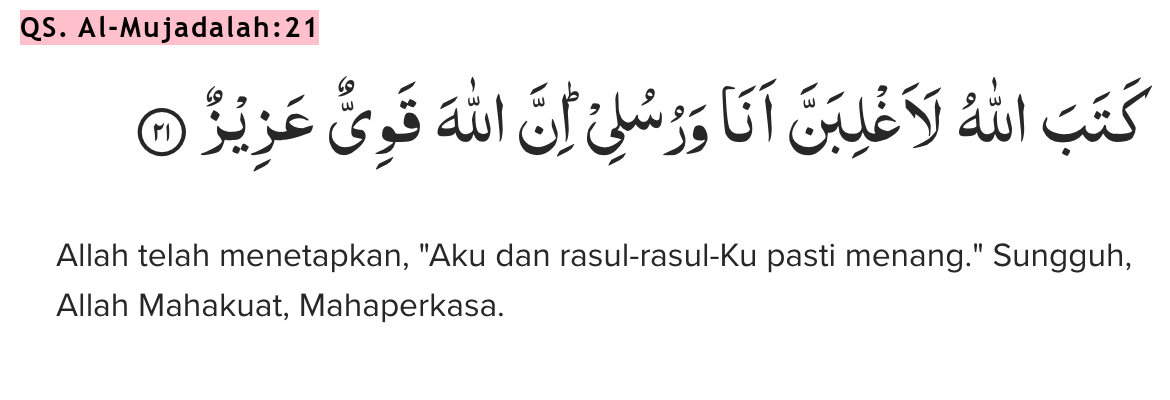 QS. Al-Mujadalah:21
كَتَبَ اللّٰهُ لَاَغْلِبَنَّ اَنَا۠ وَرُسُلِيْۗ اِنَّ اللّٰهَ قَوِيٌّ عَزِيْزٌ ٢١
Allah telah menetapkan, "Aku dan rasul-rasul-Ku pasti menang." Sungguh,
Allah Mahakuat, Mahaperkasa.